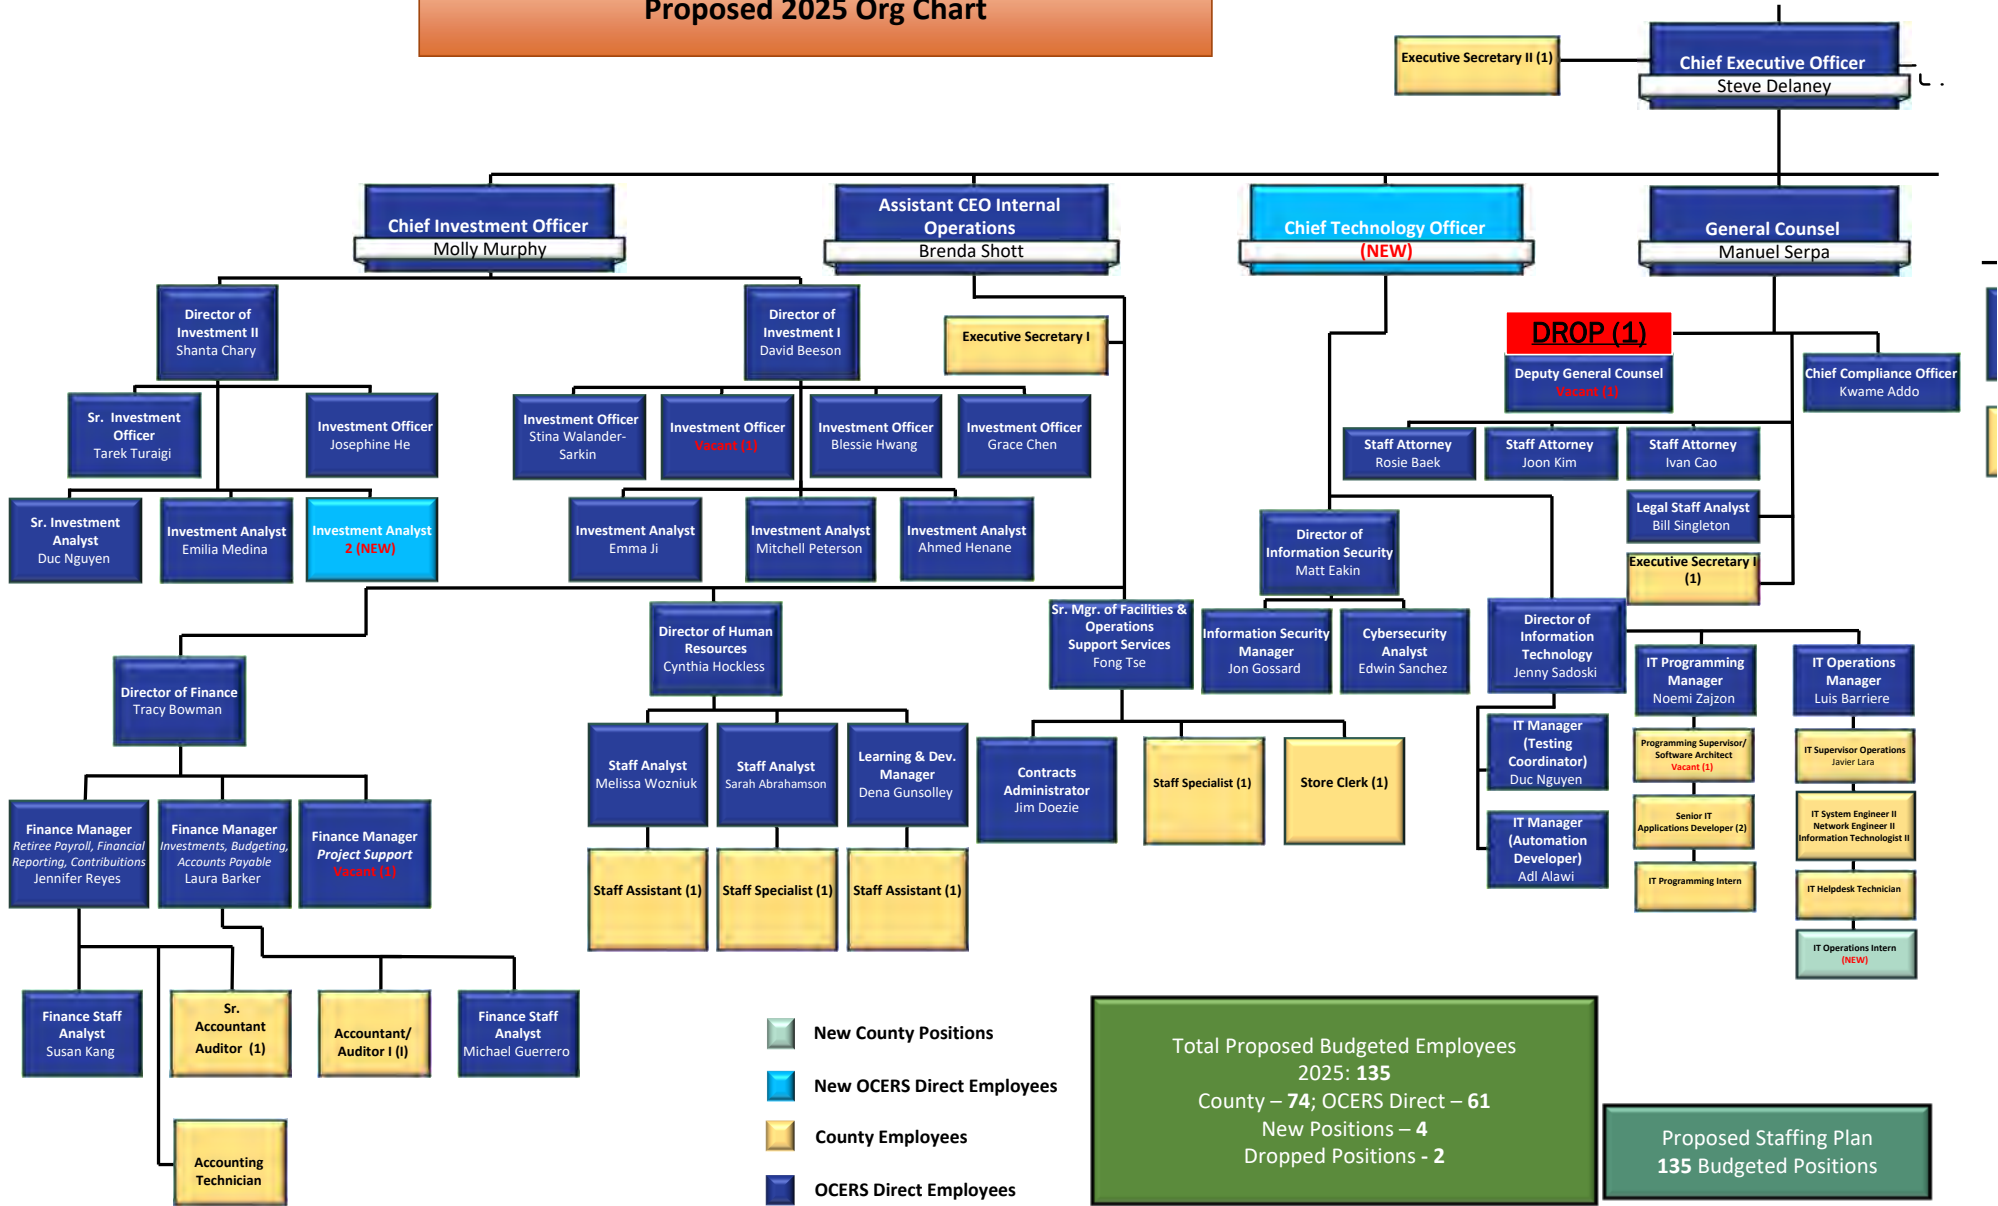 Proposed 2025 Org Chart
Executive Secretary II (1)
Chief Executive Officer
Steve Delaney
Chief Investment Officer
Molly Murphy
Assistant CEO Internal
Operations
Brenda Shott
Chief Technology Officer
(NEW)
General Counsel
Manuel Serpa
Director of
Investment II
Shanta Chary
Director of
Investment I
David Beeson
Executive Secretary I
DROP (1)
Deputy General Counsel
Vacant (1)
Chief Compliance Officer
Kwame Addo
Sr. Investment
Officer
Tarek Turaigi
Investment Officer
Josephine He
Investment Officer
Stina Walander-
Sarkin
Investment Officer
Vacant (1)
Investment Officer
Blessie Hwang
Investment Officer
Grace Chen
Staff Attorney
Rosie Baek
Staff Attorney
Joon Kim
Staff Attorney
Ivan Cao
Sr. Investment
Analyst
Duc Nguyen
Investment Analyst
Emilia Medina
Investment Analyst
2 (NEW)
Investment Analyst
Emma Ji
Investment Analyst
Mitchell Peterson
Investment Analyst
Ahmed Henane
Director of
Information Security
Matt Eakin
Legal Staff Analyst
Bill Singleton
Executive Secretary I
(1)
Director of Finance
Tracy Bowman
Director of Human
Resources
Cynthia Hockless
Sr. Mgr. of Facilities &
Operations
Support Services
Fong Tse
Information Security
Manager
Jon Gossard
Cybersecurity
Analyst
Edwin Sanchez
Director of
Information
Technology
Jenny Sadoski
IT Programming
Manager
Noemi Zajzon
IT Operations
Manager
Luis Barriere
Staff Analyst
Melissa Wozniuk
Staff Analyst
Sarah Abrahamson
Learning & Dev.
Manager
Dena Gunsolley
Contracts
Administrator
Jim Doezie
Staff Specialist (1)
Store Clerk (1)
IT Manager
(Testing
Coordinator)
Duc Nguyen
Programming Supervisor/
Software Architect
Vacant (1)
IT Supervisor Operations
Javier Lara
Finance Manager
Retiree Payroll, Financial
Reporting, Contribuitions
Jennifer Reyes
Finance Manager
Investments, Budgeting,
Accounts Payable
Laura Barker
Finance Manager
Project Support
Vacant (1)
IT Manager
(Automation
Developer)
Adl Alawi
Senior IT
Applications Developer (2)
IT System Engineer II
Network Engineer II
Information Technologist II
Staff Assistant (1)
Staff Specialist (1)
Staff Assistant (1)
IT Programming Intern
IT Helpdesk Technician
IT Operations Intern
(NEW)
Finance Staff
Analyst
Susan Kang
Sr.
Accountant
Auditor (1)
Accountant/
Auditor I (I)
Finance Staff
Analyst
Michael Guerrero
Accounting
Technician
New County Positions
New OCERS Direct Employees
County Employees
OCERS Direct Employees
Total Proposed Budgeted Employees
2025: 135
County – 74; OCERS Direct – 61
New Positions – 4
Dropped Positions - 2
Proposed Staffing Plan
135 Budgeted Positions